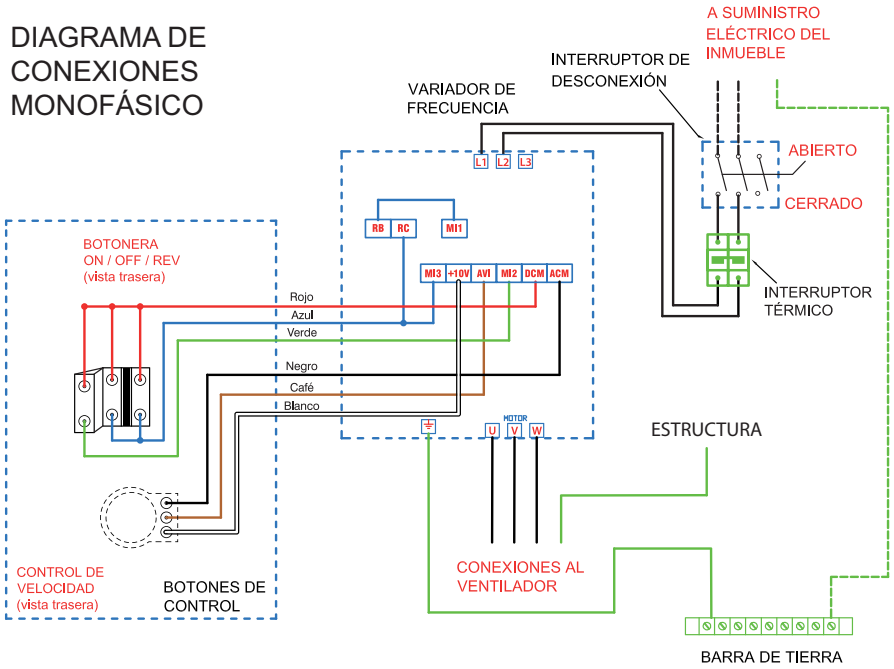 DIAGRAMA DE
CONEXIONES
MONOFÁSICO
A SUMINISTRO
ELÉCTRICO DEL
INMUEBLE
INTERRUPTOR DE
DESCONEXIÓN
VARIADOR DE
FRECUENCIA
ABIERTO
CERRADO
L1 L2 L3
RB RC MI1
MI3 +10V AVI MI2 DCM ACM
BOTONERA
ON / OFF / REV
(vista trasera)
Rojo
Azul
Verde
Negro
Café
Blanco
INTERRUPTOR
TÉRMICO
MOTOR
U V W
ESTRUCTURA
CONEXIONES AL
VENTILADOR
CONTROL DE
VELOCIDAD
(vista trasera)
BOTONES DE
CONTROL
BARRA DE TIERRA